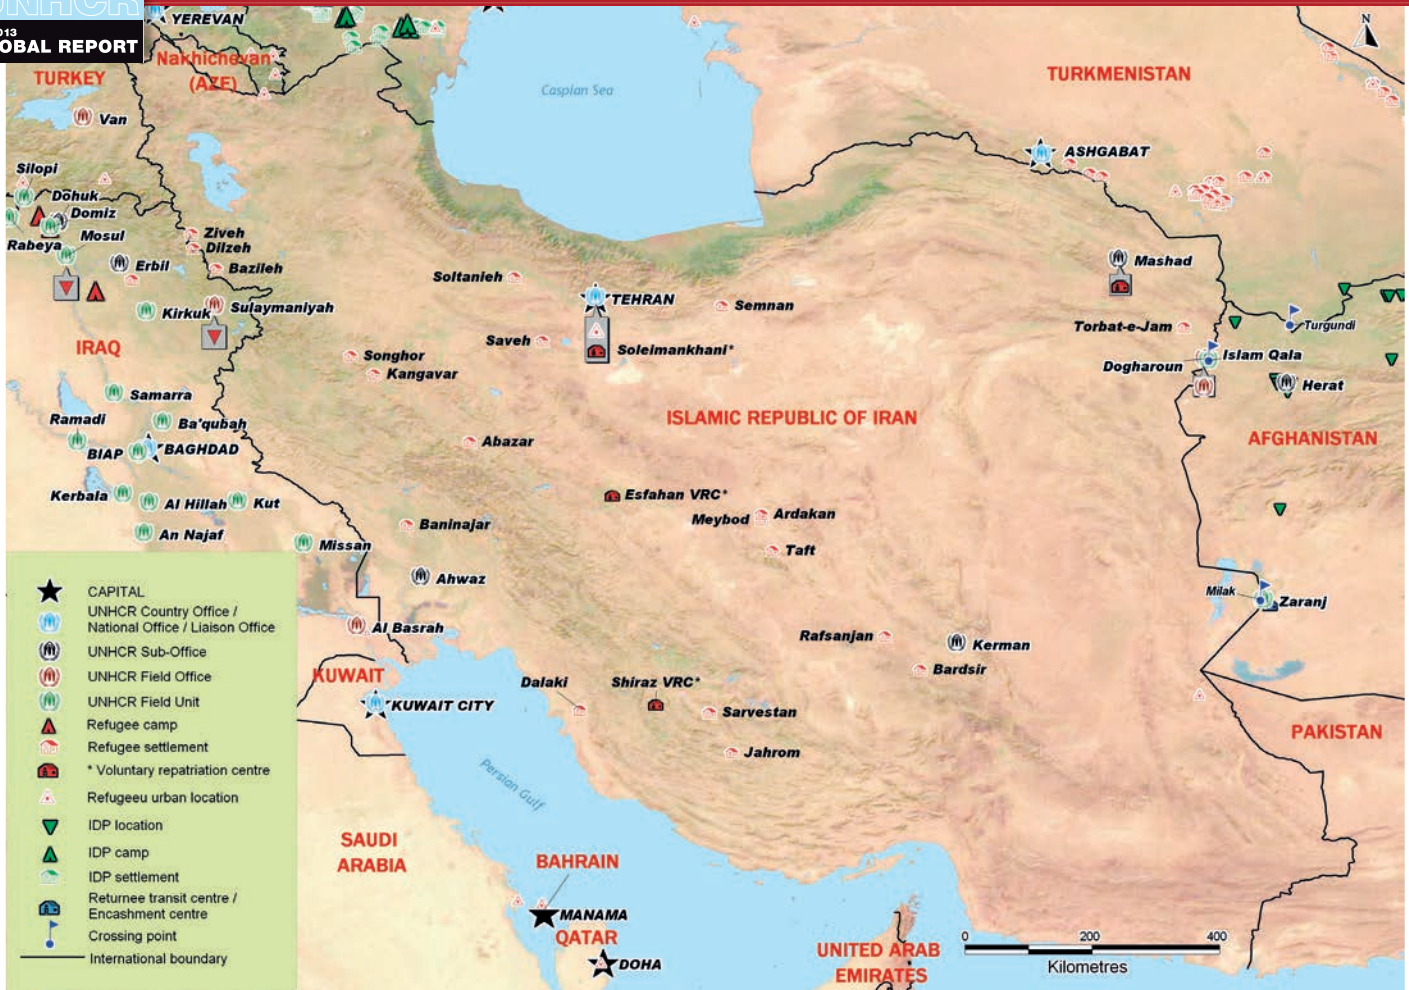 UNHCR
013
OBAL REPORT
YEREVAN
N
Nakhichevan
(AZE)
TURKEY
Caspian Sea
TURKMENISTAN
Van
ASHGABAT
Silopi
Dohuk
Domiz
Rabeya
Mosul
Ziveh
Dilzeh
Erbil
Bazileh
Mashad
Soltanieh
TEHRAN
Semnan
Kirkuk
Sulaymaniyah
Torbat-e-Jam
Turgundi
IRAQ
Saveh
Soleimankhani*
Songhor
Islam Qala
Dogharoun
Kangavar
Herat
Samarra
ISLAMIC REPUBLIC OF IRAN
Ramadi
Ba'qubah
AFGHANISTAN
BIAP
BAGHDAD
Abazar
Kerbala
Al Hillah
Kut
Esfahan VRC*
Meybod
Ardakan
Baninajar
An Najaf
Missan
Taft
Ahwaz
Milak
Zaranj
Al Basrah
Rafsanjan
Kerman
Bardsir
KUWAIT
KUWAIT CITY
Dalaki
Shiraz VRC*
Sarvestan
PAKISTAN
Jahrom
Persian Gulf
SAUDI
ARABIA
BAHRAIN
MANAMA
QATAR
DOHA
UNITED ARAB
EMIRATES
0 200 400
Kilometres
CAPITAL
UNHCR Country Office /
National Office / Liaison Office
UNHCR Sub-Office
UNHCR Field Office
UNHCR Field Unit
Refugee camp
Refugee settlement
* Voluntary repatriation centre
Refugeeu urban location
IDP location
IDP camp
IDP settlement
Returnee transit centre /
Encashment centre
Crossing point
International boundary